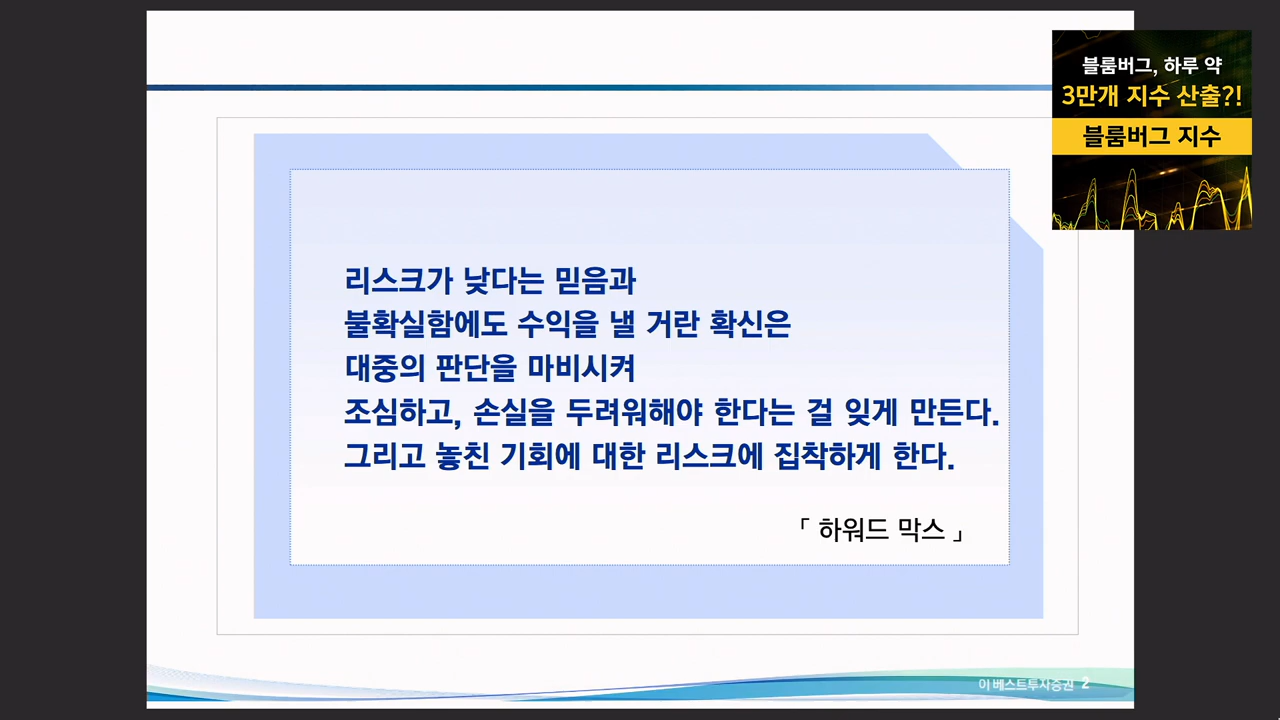 블룸버그, 하루 약
3만개 지수 산출?!
블룸버그 지수
리스크가 낮다는 믿음과
불확실함에도 수익을 낼 거란 확신은
대중의 판단을 마비시켜
조심하고, 손실을 두려워해야 한다는 걸 잊게 만든다.
그리고 놓친 기회에 대한 리스크에 집착하게 한다.
「 하워드 막스 」
이베스트투자증권 2